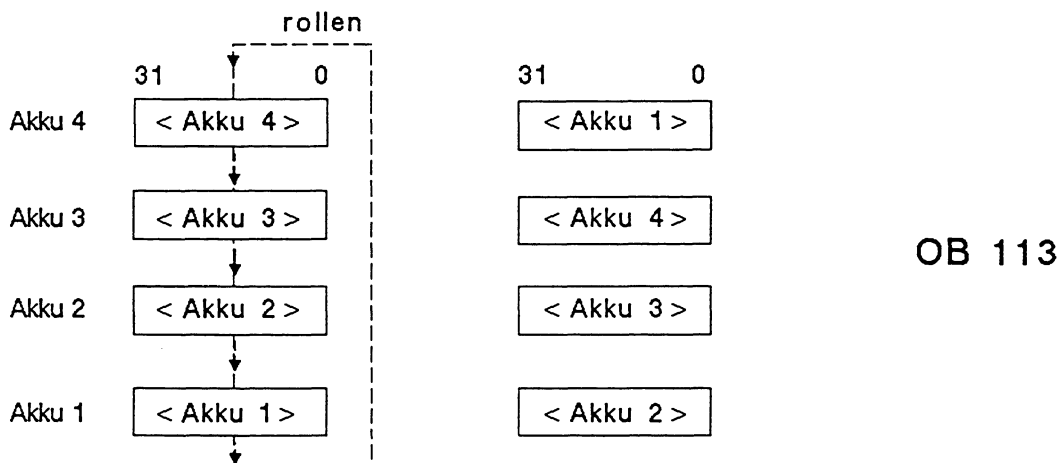 rollen
31 0 31 0
Akku 4 < Akku 4 > < Akku 1 >
Akku 3 < Akku 3 > < Akku 4 >
OB 113
Akku 2 < Akku 2 > < Akku 3 >
Akku 1 < Akku 1 > < Akku 2 >